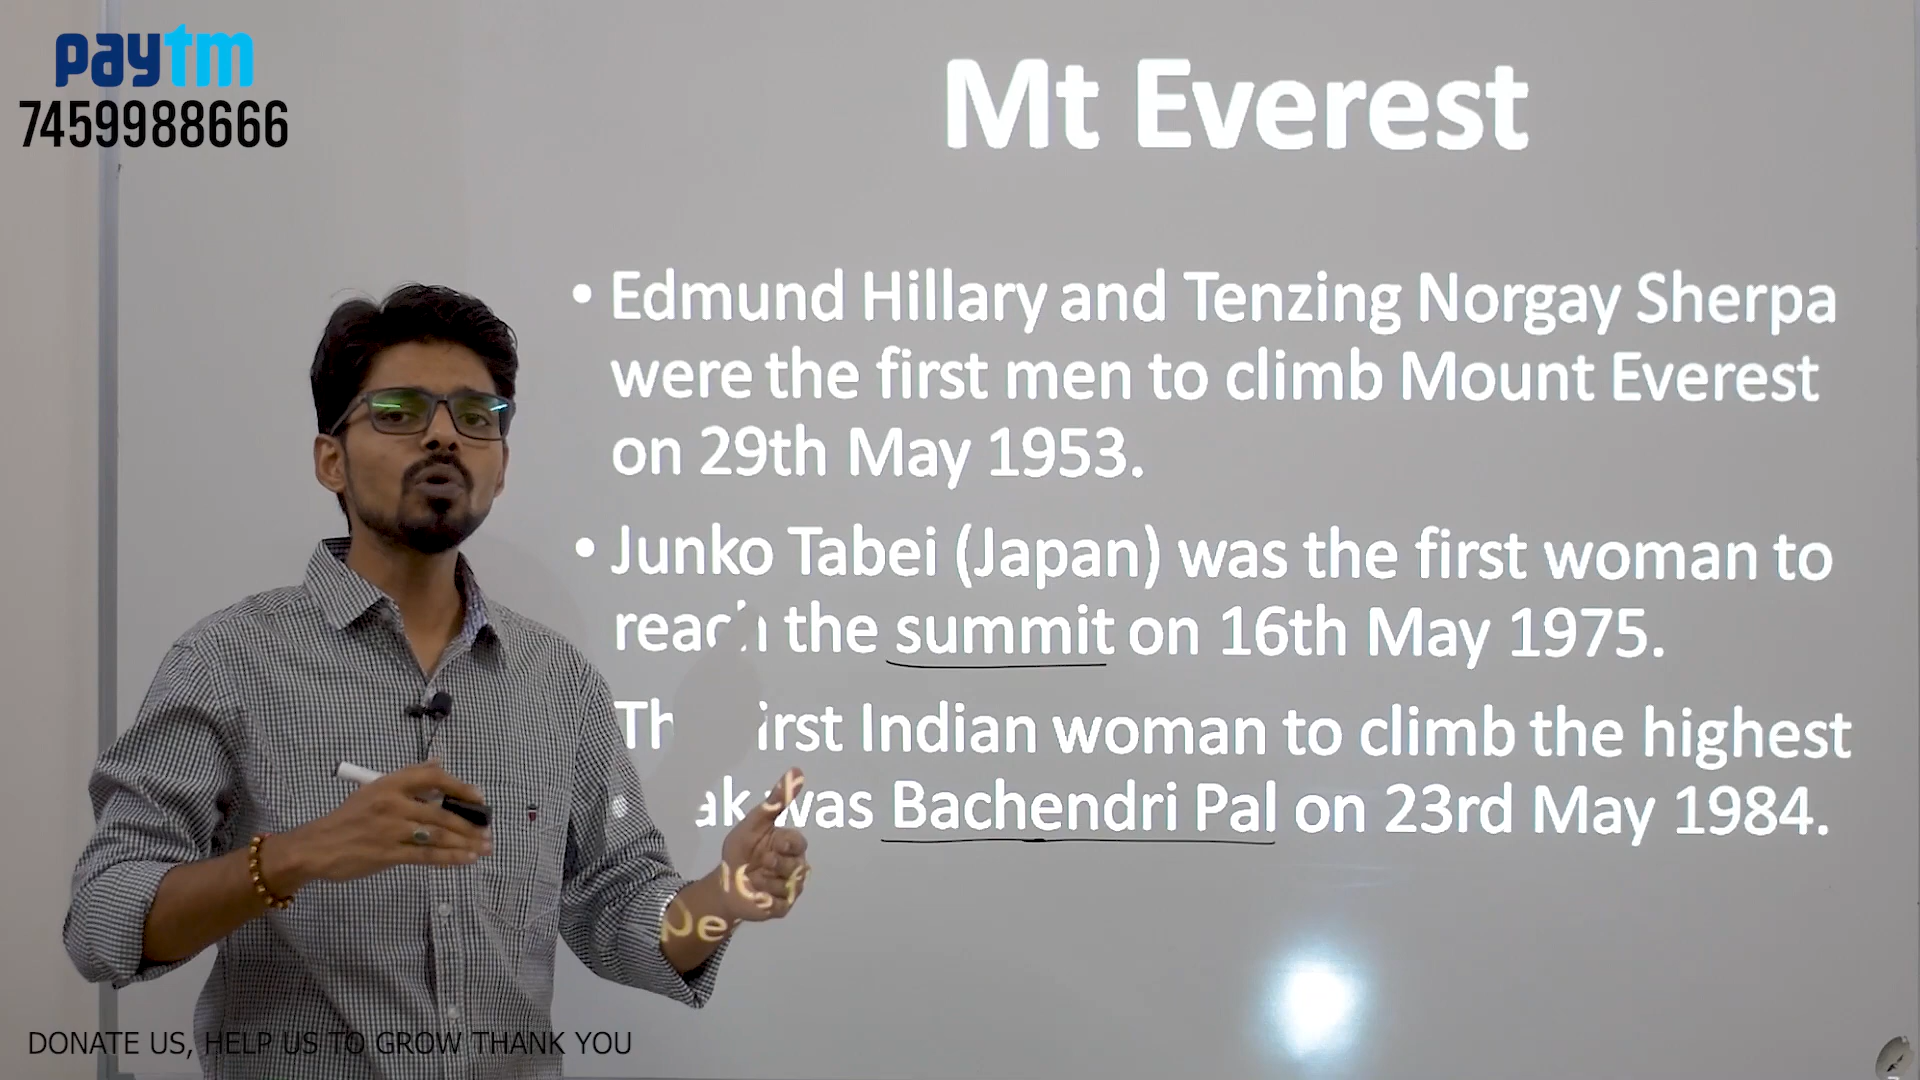 paytm
7459988666
Mt Everest
• Edmund Hillary and Tenzing Norgay Sherpa
were the first men to climb Mount Everest
on 29th May 1953.
• Junko Tabei (Japan) was the first woman to
reach the summit on 16th May 1975.
Indian woman to climb the highest
was Bachendri Pal on 23rd May 1984.
DONATE US, HELP US TO GROW THANK YOU